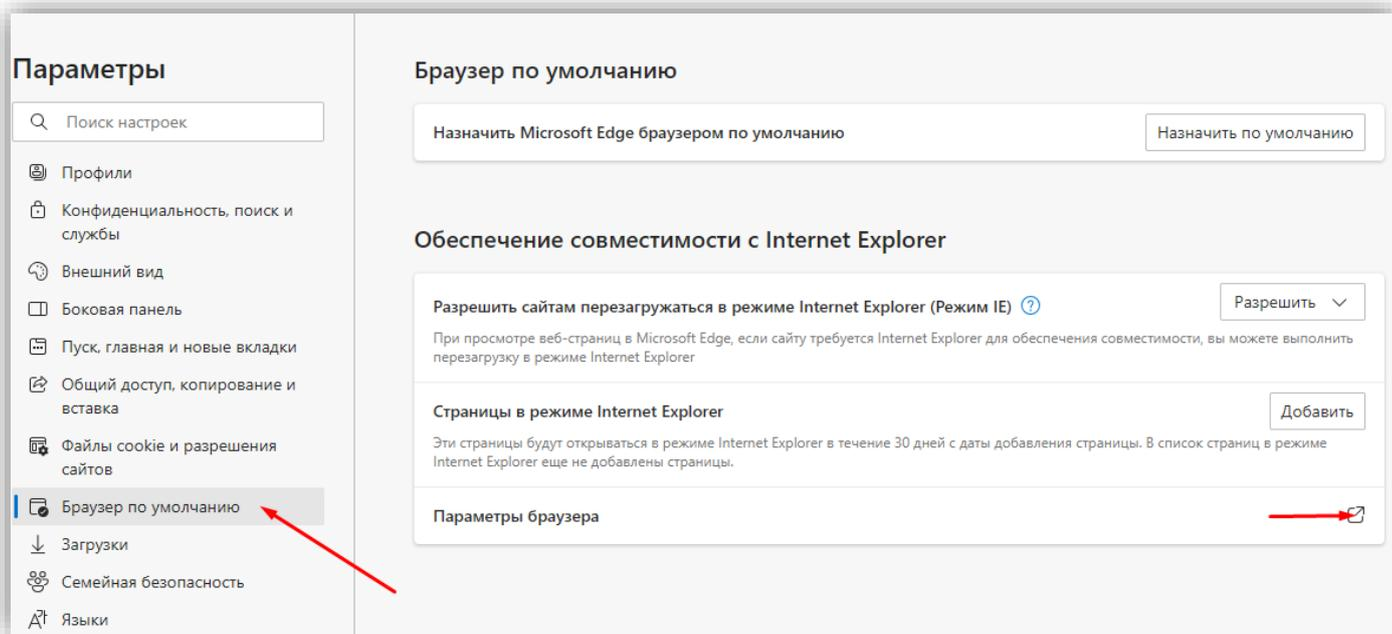 Параметры
Поиск настроек
Профили
Конфиденциальность, поиск и
службы
Внешний вид
Боковая панель
Пуск, главная и новые вкладки
Общий доступ, копирование и
вставка
Файлы cookie и разрешения
сайтов
Браузер по умолчанию
Загрузки
Семейная безопасность
Языки
Браузер по умолчанию
Назначить Microsoft Edge браузером по умолчанию
Назначить по умолчанию
Обеспечение совместимости с Internet Explorer
Разрешить сайтам перезагружаться в режиме Internet Explorer (Режим IE)
Разрешить
При просмотре веб-страниц в Microsoft Edge, если сайту требуется Internet Explorer для обеспечения совместимости, вы можете выполнить
перезагрузку в режиме Internet Explorer
Страницы в режиме Internet Explorer
Добавить
Эти страницы будут открываться в режиме Internet Explorer в течение 30 дней с даты добавления страницы. В список страниц в режиме
Internet Explorer еще не добавлены страницы.
Параметры браузера